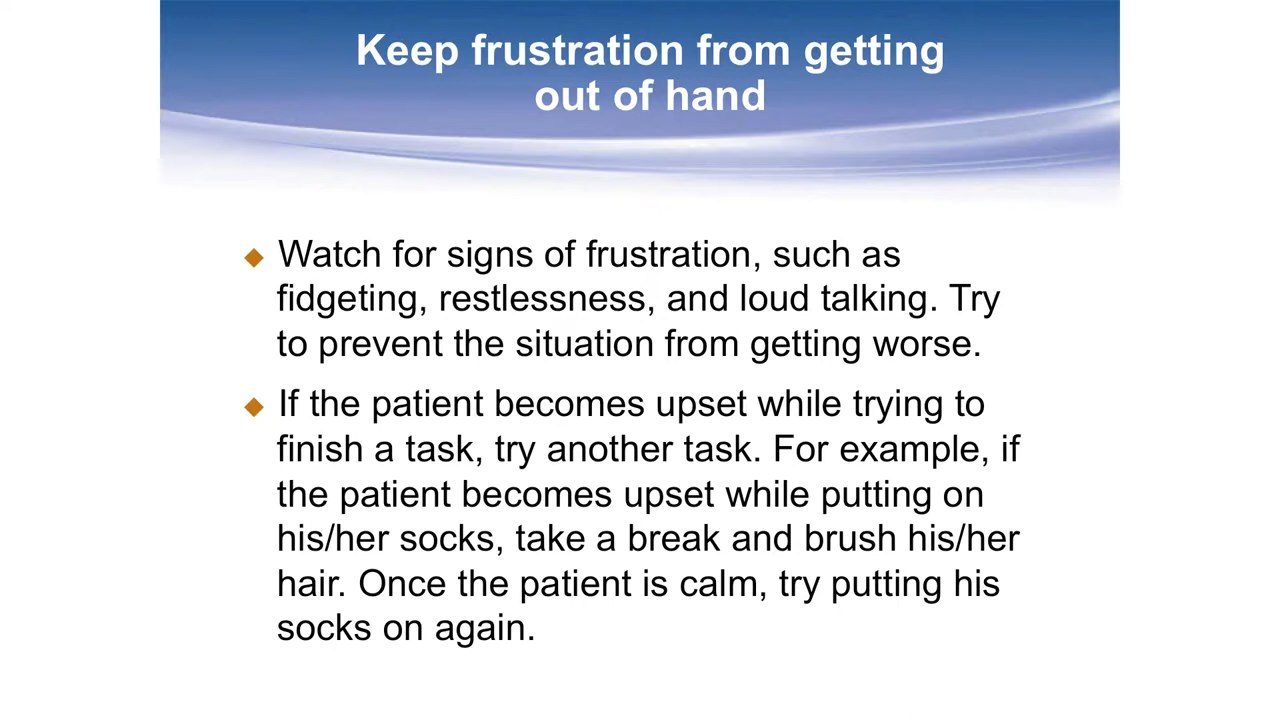 Keep frustration from getting
out of hand
Watch for signs of frustration, such as
fidgeting, restlessness, and loud talking. Try
to prevent the situation from getting worse.
If the patient becomes upset while trying to
finish a task, try another task. For example, if
the patient becomes upset while putting on
his/her socks, take a break and brush his/her
hair. Once the patient is calm, try putting his
socks on again.